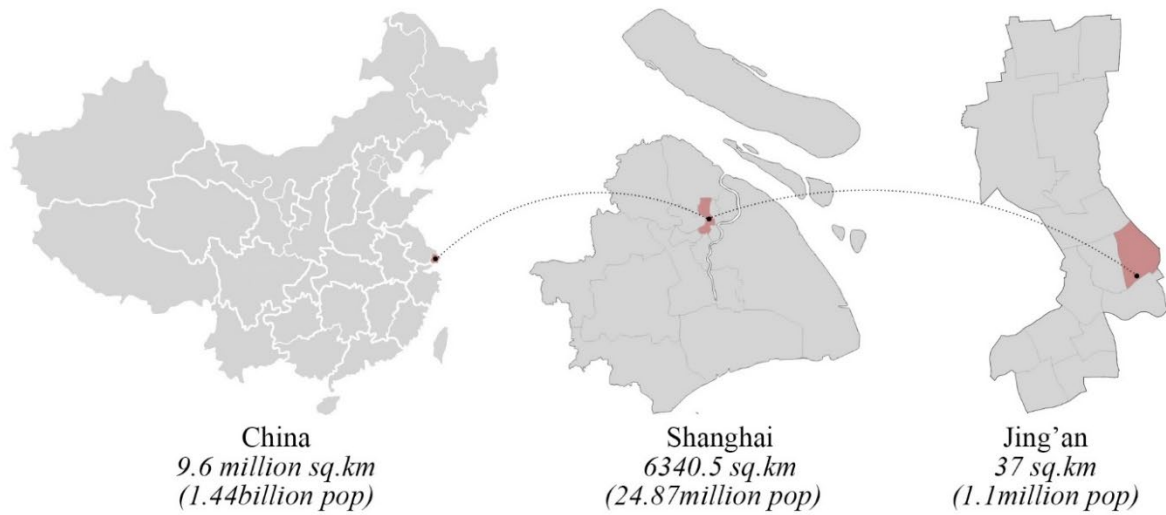 China
9.6 million sq.km
(1.44billion pop)
Shanghai
6340.5 sq.km
(24.87million pop)
Jing’an
37 sq.km
(1.1million pop)